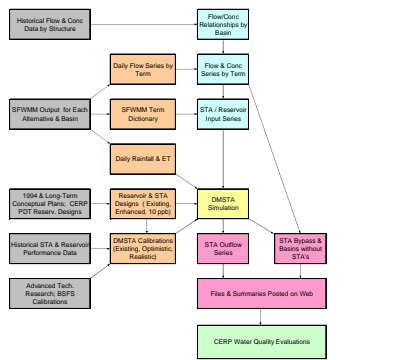 Historical Flow & Conc
Data by Structure
Flow/Conc
Relationships by
Basin
Daily Flow Series by
Term
Flow & Conc
Series by Term
SFWMM Output for Each
Alternative & Basin
SFWMM Term
Dictionary
STA / Reservoir
Input Series
Daily Rainfall & ET
1994 & Long-Term
Conceptual Plans; CERP
PDT Reserv. Designs
Reservoir & STA
Designs ( Existing,
Enhanced, 10 ppb)
DMSTA
Simulation
Historical STA & Reservoir
Performance Data
DMSTA Calibrations
(Existing, Optimistic,
Realistic)
STA Outflow
Series
STA Bypass &
Basins without
STA's
Advanced Tech.
Research; BSFS
Calibrations
Files & Summaries Posted on Web
CERP Water Quality Evaluations